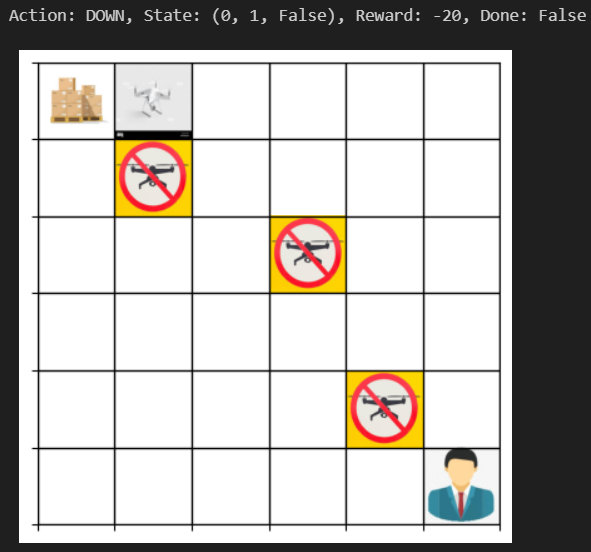 Action: DOWN, State: (0, 1, False), Reward: -20, Done: False